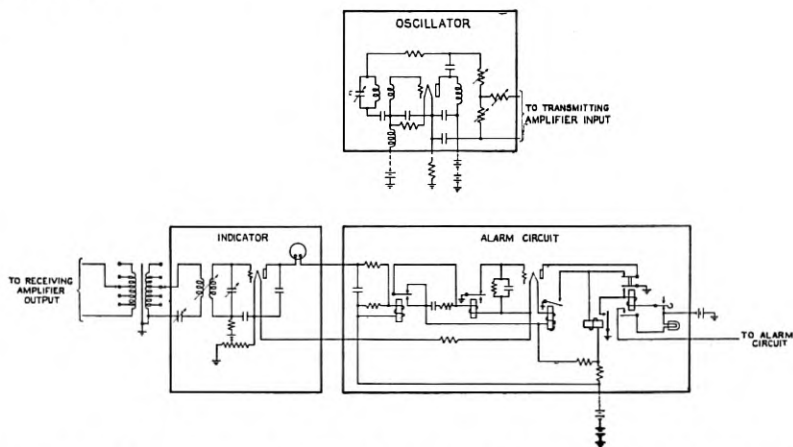 OSCILLATOR
C
TO TRANSMITTING
AMPLIFIER INPUT
INDICATOR
ALARM CIRCUIT
TO RECEIVING
AMPLIFIER
OUTPUT
TO ALARM
CIRCUIT